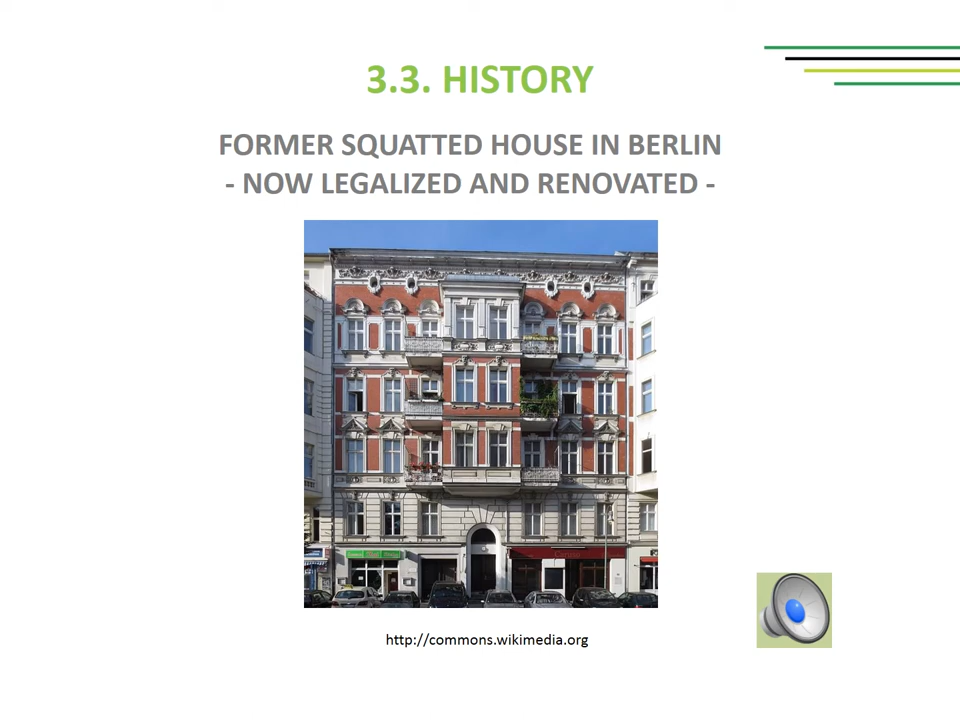 3.3. HISTORY
FORMER SQUATTED HOUSE IN BERLIN
- NOW LEGALIZED AND RENOVATED -
http://commons.wikimedia.org